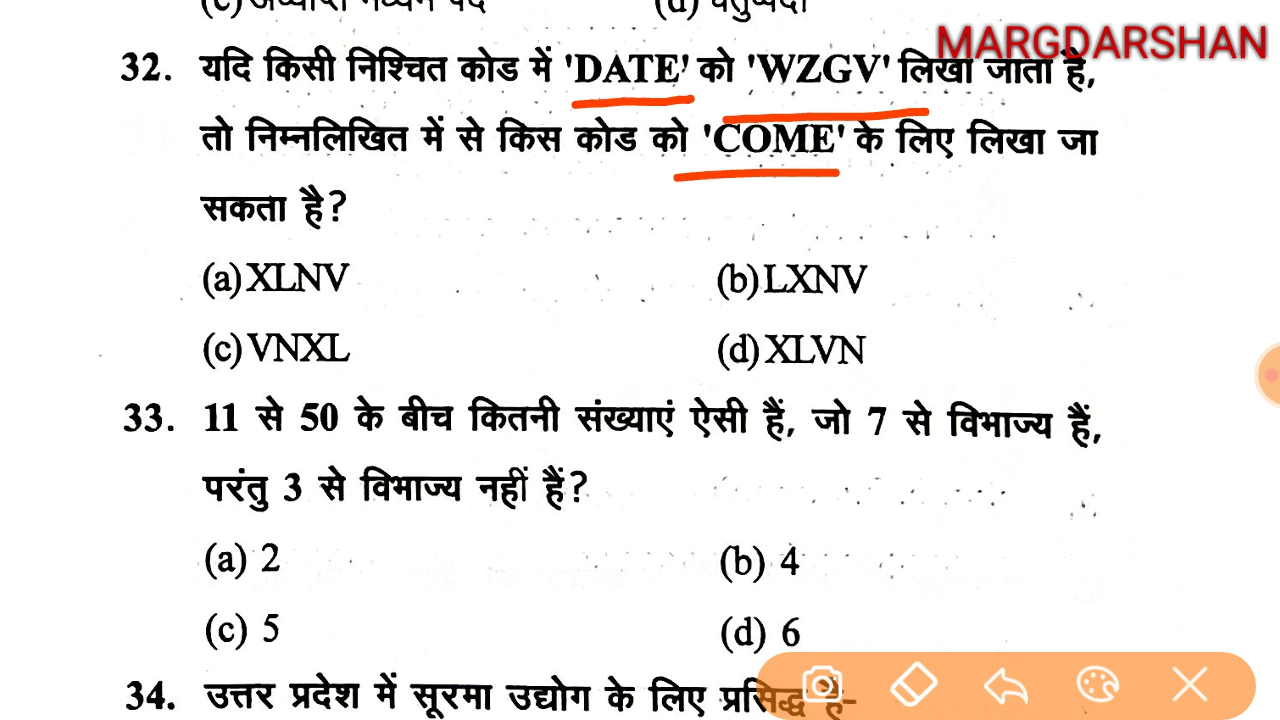 MARGDARSHAN
32. यदि किसी निश्चित कोड में 'DATE' को 'WZGV' लिखा जाता है,
तो निम्नलिखित में से किस कोड को 'COME' के लिए लिखा जा
सकता है?
(a) XLNV (b) LXNV
(c) VNXL (d) XLVN
33. 11 से 50 के बीच कितनी संख्याएं ऐसी हैं, जो 7 से विभाज्य हैं,
परंतु 3 से विभाज्य नहीं हैं?
(a) 2 (b) 4
(c) 5 (d) 6
34. उत्तर प्रदेश में सूरमा उद्योग के लिए प्रसिद्ध है-